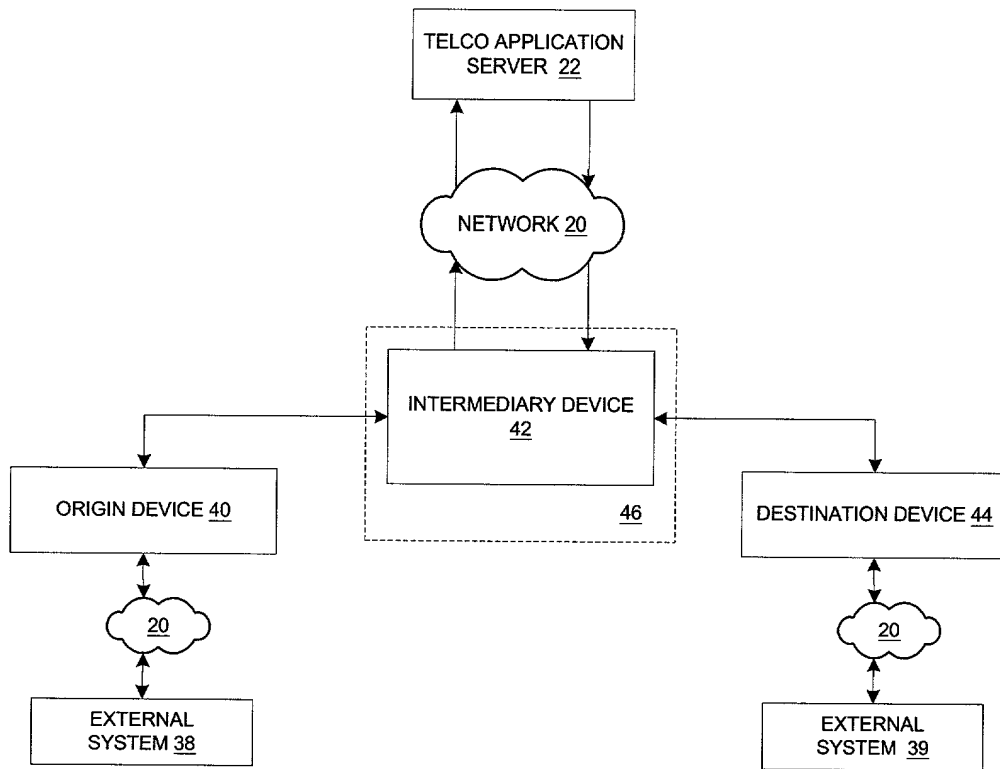 TELCO APPLICATION
SERVER 22
NETWORK 20
INTERMEDIARY DEVICE
42
46
ORIGIN DEVICE 40
DESTINATION DEVICE 44
20
20
EXTERNAL
SYSTEM 38
EXTERNAL
SYSTEM 39